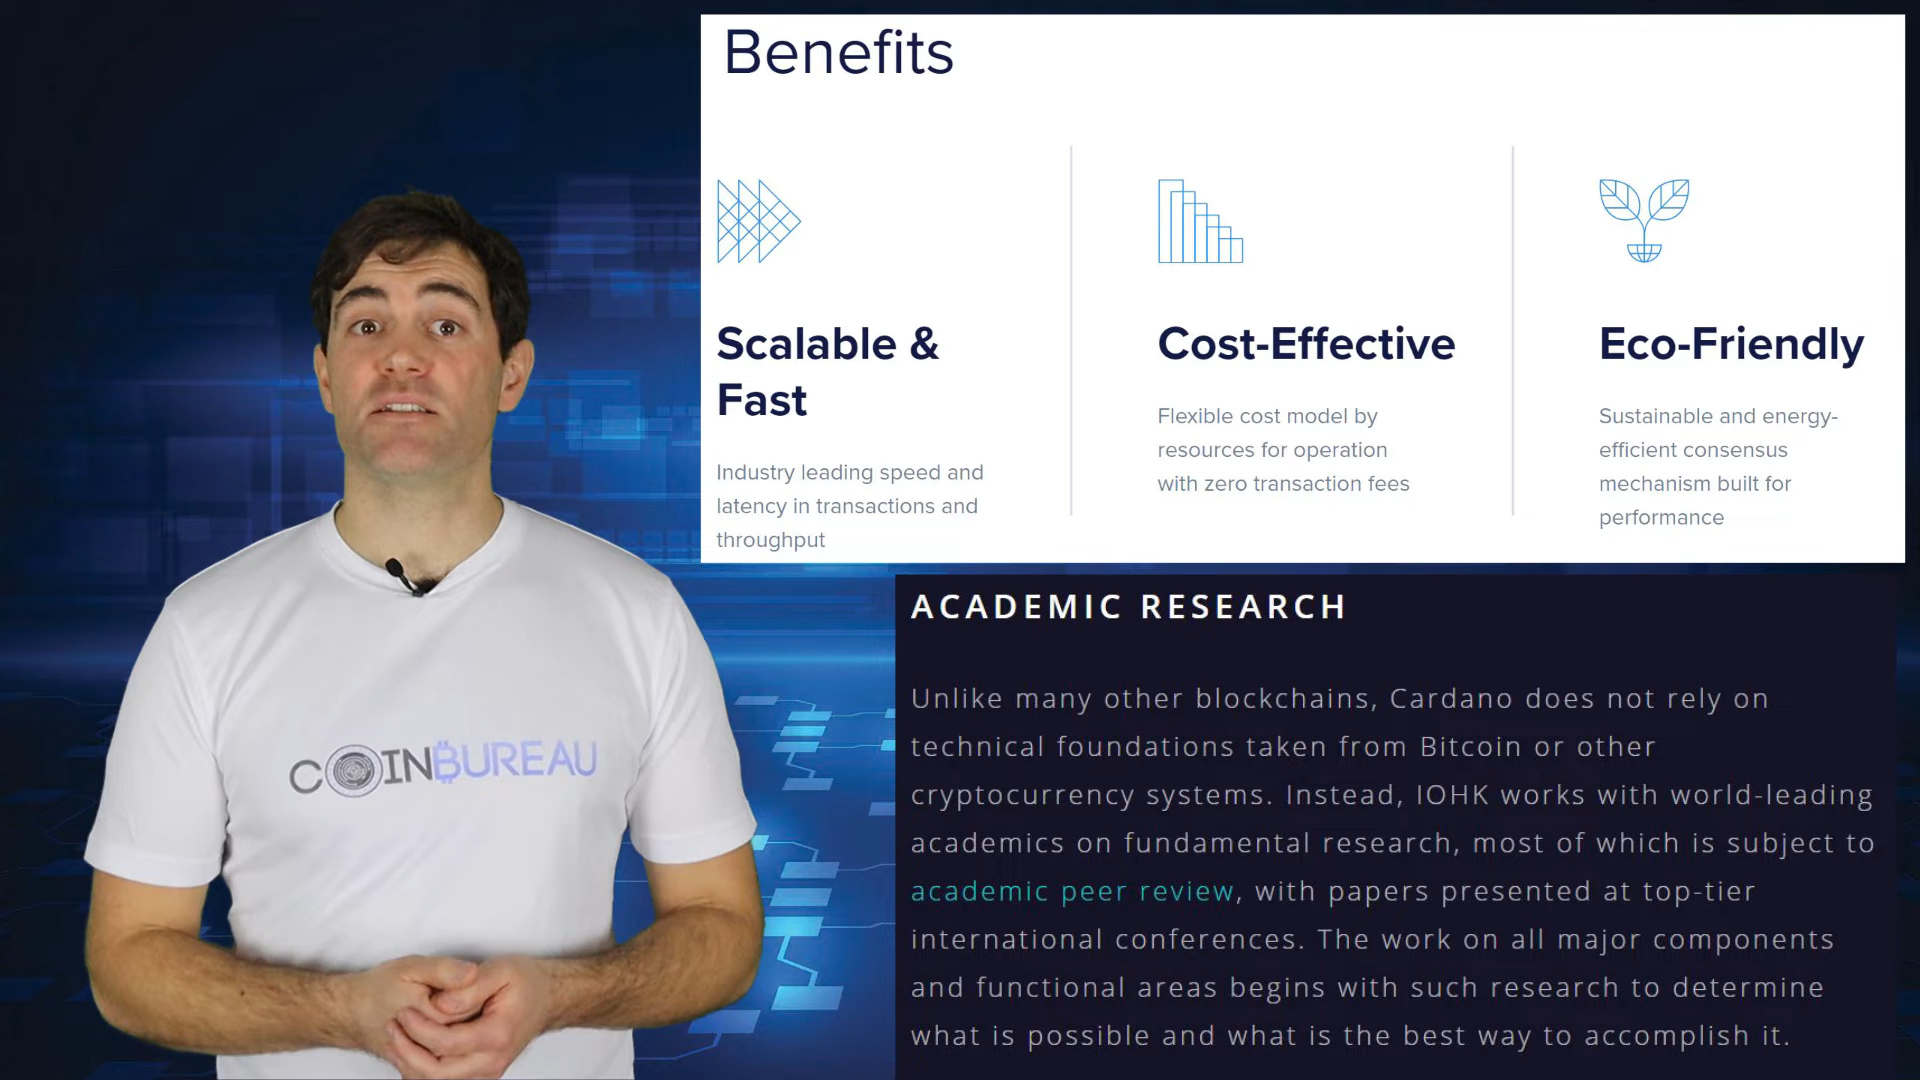 Benefits
Scalable &
Fast
Industry leading speed and
latency in transactions and
throughput
Cost-Effective
Flexible cost model by
resources for operation
with zero transaction fees
Eco-Friendly
Sustainable and energy-
efficient consensus
mechanism built for
performance
COINBUREAU
ACADEMIC RESEARCH
Unlike many other blockchains, Cardano does not rely on
technical foundations taken from Bitcoin or other
cryptocurrency systems. Instead, IOHK works with world-leading
academics on fundamental research, most of which is subject to
academic peer review, with papers presented at top-tier
international conferences. The work on all major components
and functional areas begins with such research to determine
what is possible and what is the best way to accomplish it.